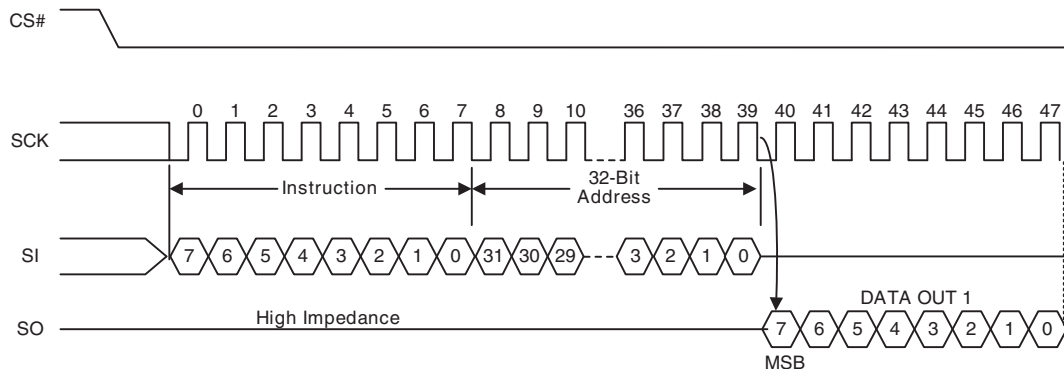 CS#
0 1 2 3 4 5 6 7 8 9 10 36 37 38 39 40 41 42 43 44 45 46 47
SCK
Instruction
32-Bit
Address
SI
7 6 5 4 3 2 1 0 31 30 29 3 2 1 0
DATA OUT 1
High Impedance
SO
7 6 5 4 3 2 1 0
MSB